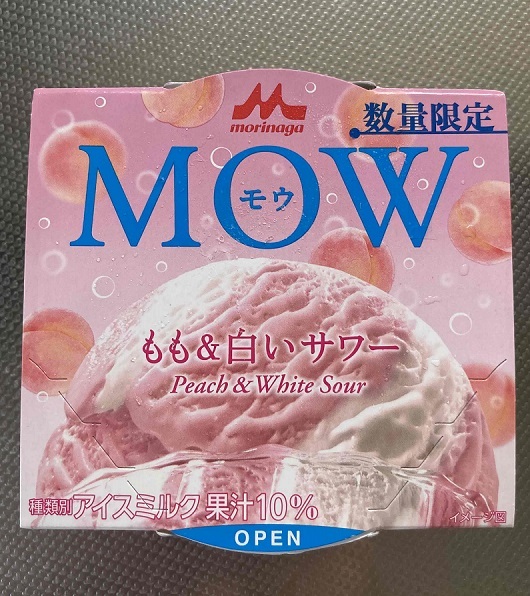 morinaga
数量限定
MOW
モウ
もも&白いサワー
Peach & White Sour
種類別アイスミルク 果汁10%
イメージ図
OPEN